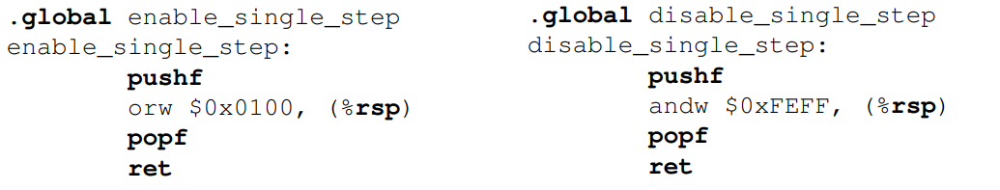 .global enable_single_step
enable_single_step:
pushf
orw $0x0100, (%rsp)
popf
ret
.global disable_single_step
disable_single_step:
pushf
andw $0xFEFF, (%rsp)
popf
ret